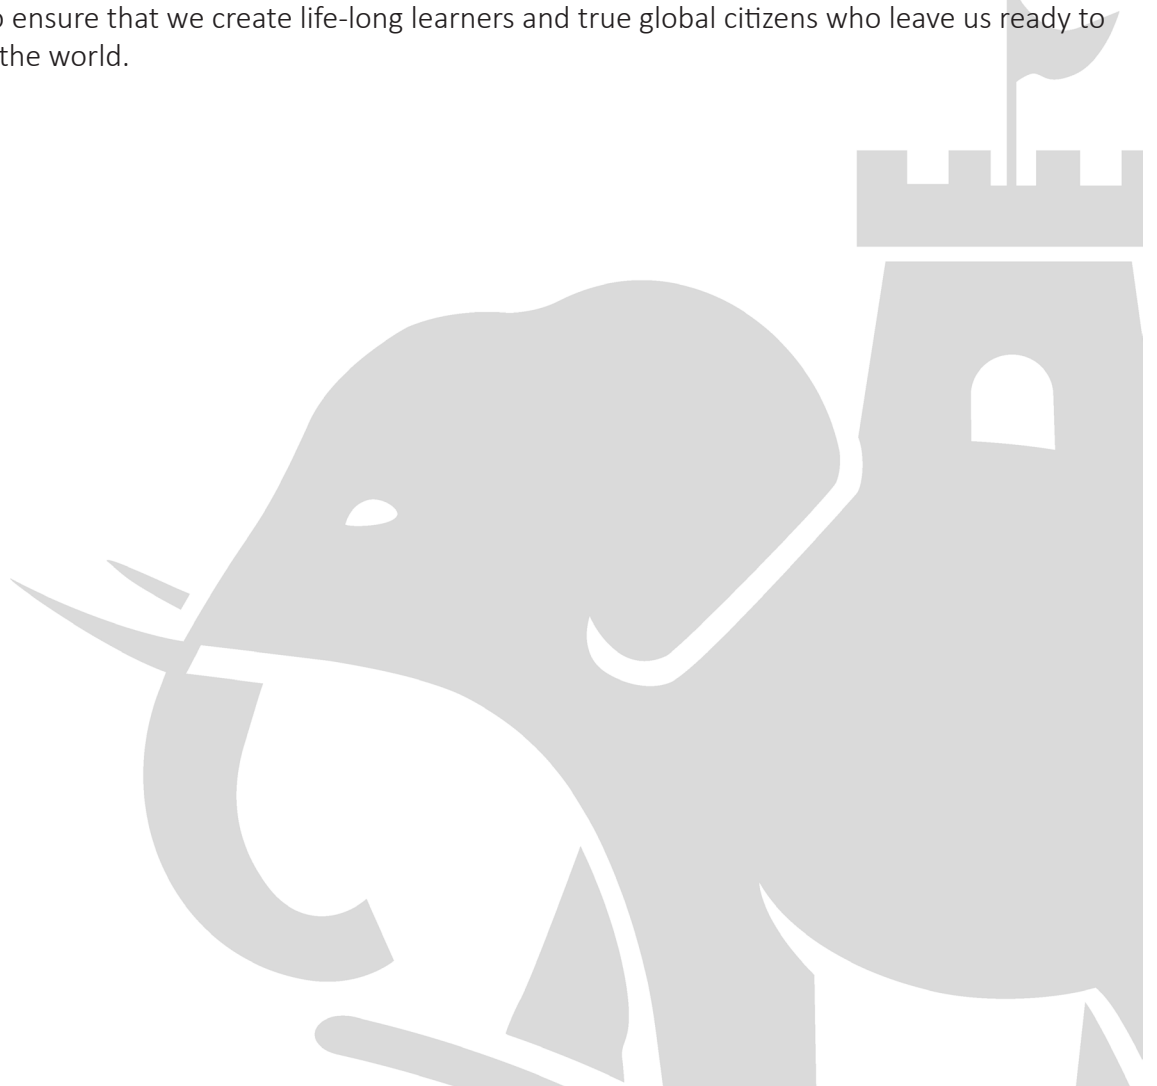 ensure that we create life-long learners and true global citizens who leave us ready to
the world.